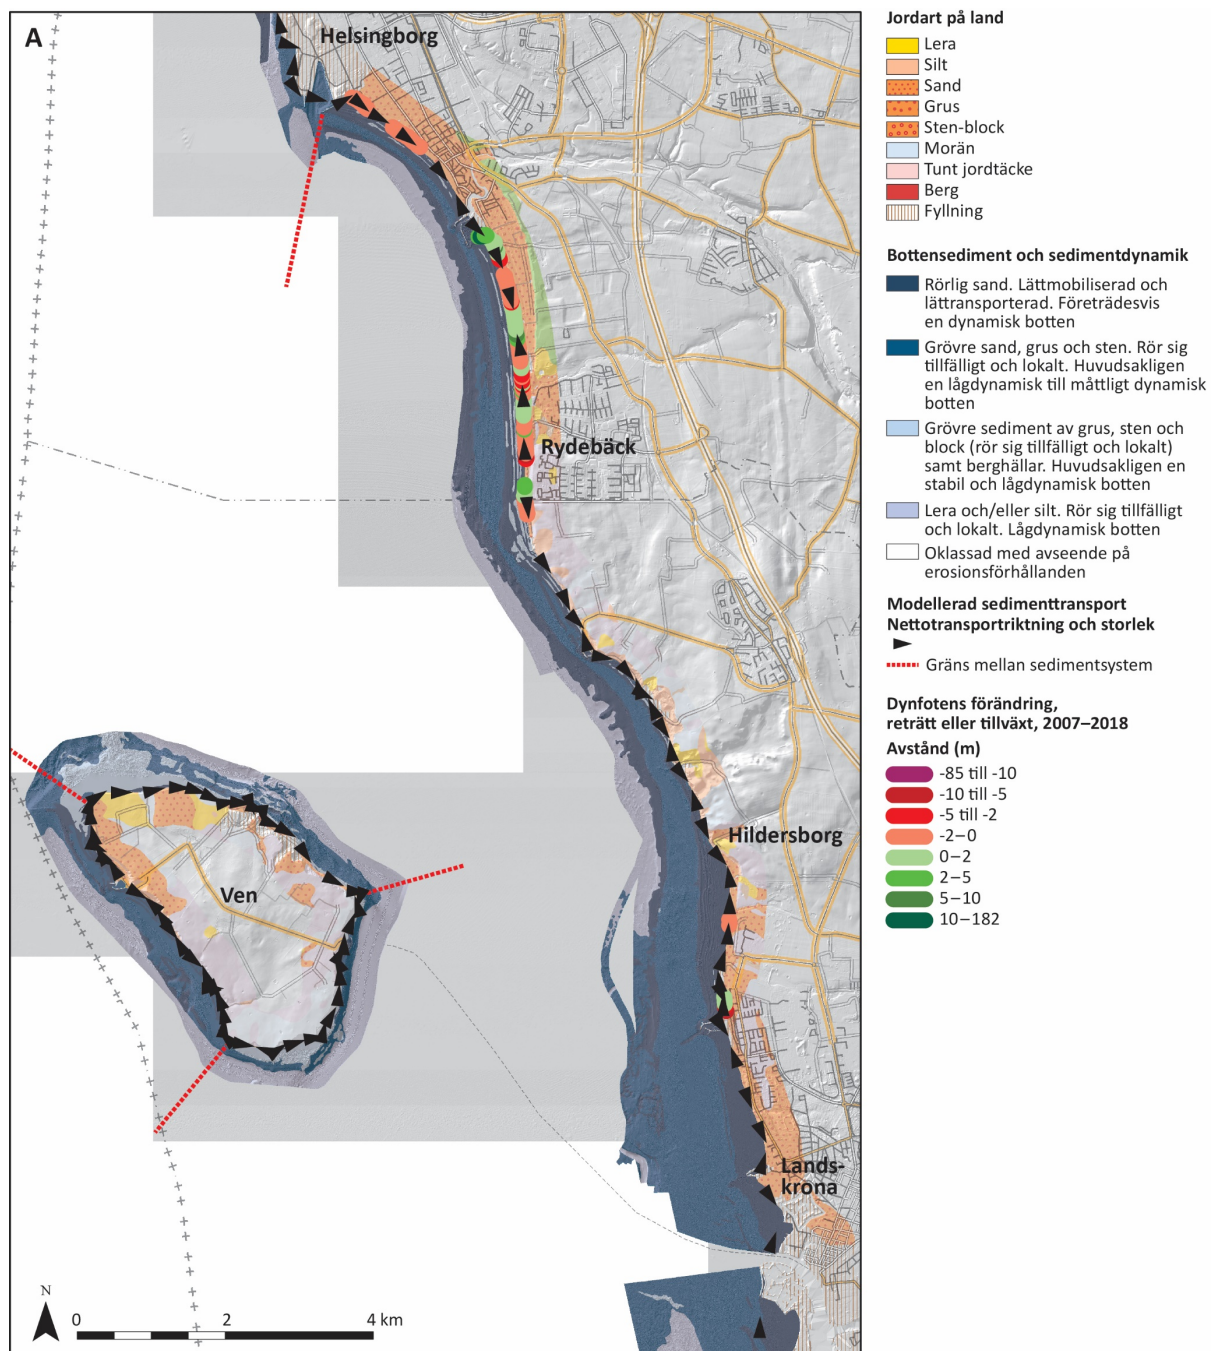 A
Helsingborg
Rydebäck
Hildersborg
Ven
Lands-
krona
N
0
2
4 km
Jordart på land
Lera
Silt
Sand
Grus
Sten-block
Morän
Tunt jordtäcke
Berg
Fyllning
Bottensediment och sedimentdynamik
Rörlig sand. Lättmobiliserad och
lättransporterad. Företrädesvis
en dynamisk botten
Grövre sand, grus och sten. Rör sig
tillfälligt och lokalt. Huvudsakligen
en lågdynamisk till måttligt dynamisk
botten
Grövre sediment av grus, sten och
block (rör sig tillfälligt och lokalt)
samt berghällar. Huvudsakligen en
stabil och lågdynamisk botten
Lera och/eller silt. Rör sig tillfälligt
och lokalt. Lågdynamisk botten
Oklassad med avseende på
erosionsförhållanden
Modellerad sedimenttransport
Nettotransportriktning och storlek
Gräns mellan sedimentsystem
Dynfotens förändring,
reträtt eller tillväxt, 2007–2018
Avstånd (m)
-85 till -10
-10 till -5
-5 till -2
-2–0
0–2
2–5
5–10
10–182